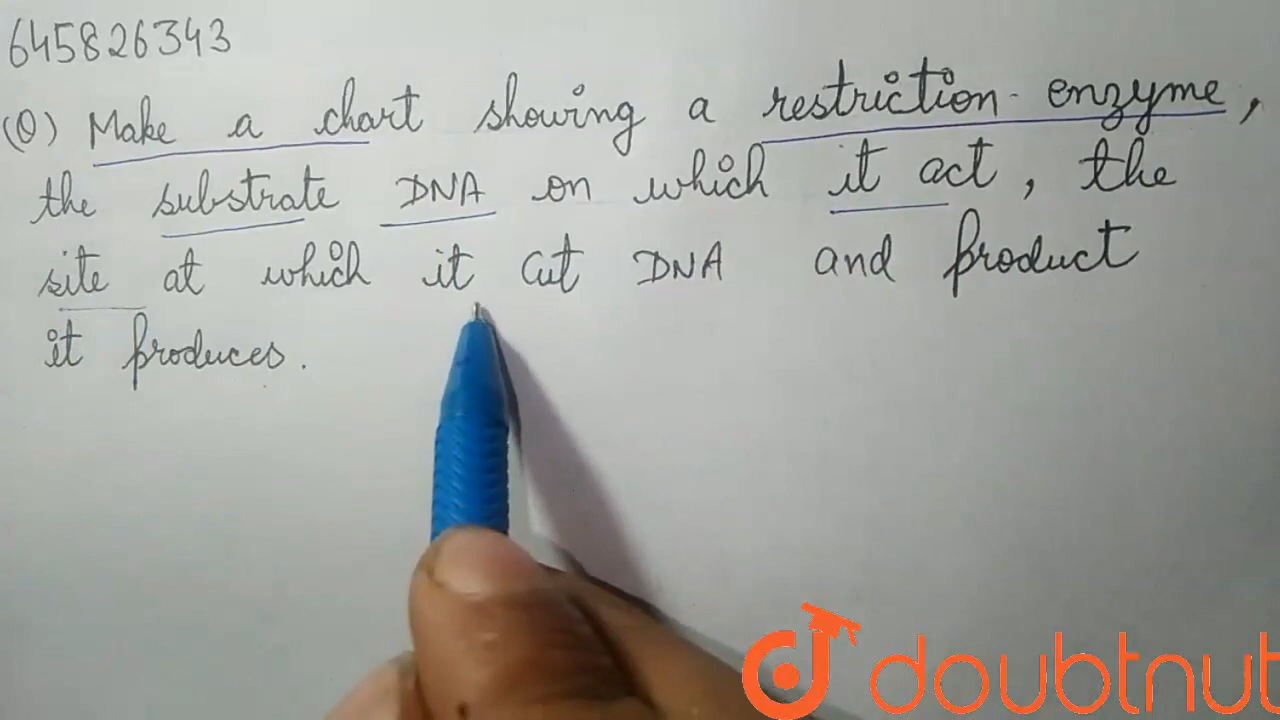 645826343
(Q) Make a chart showing a restriction enzyme,
the substrate DNA on which it act, the
site at which it cut DNA and product
it produces.
doubtnut